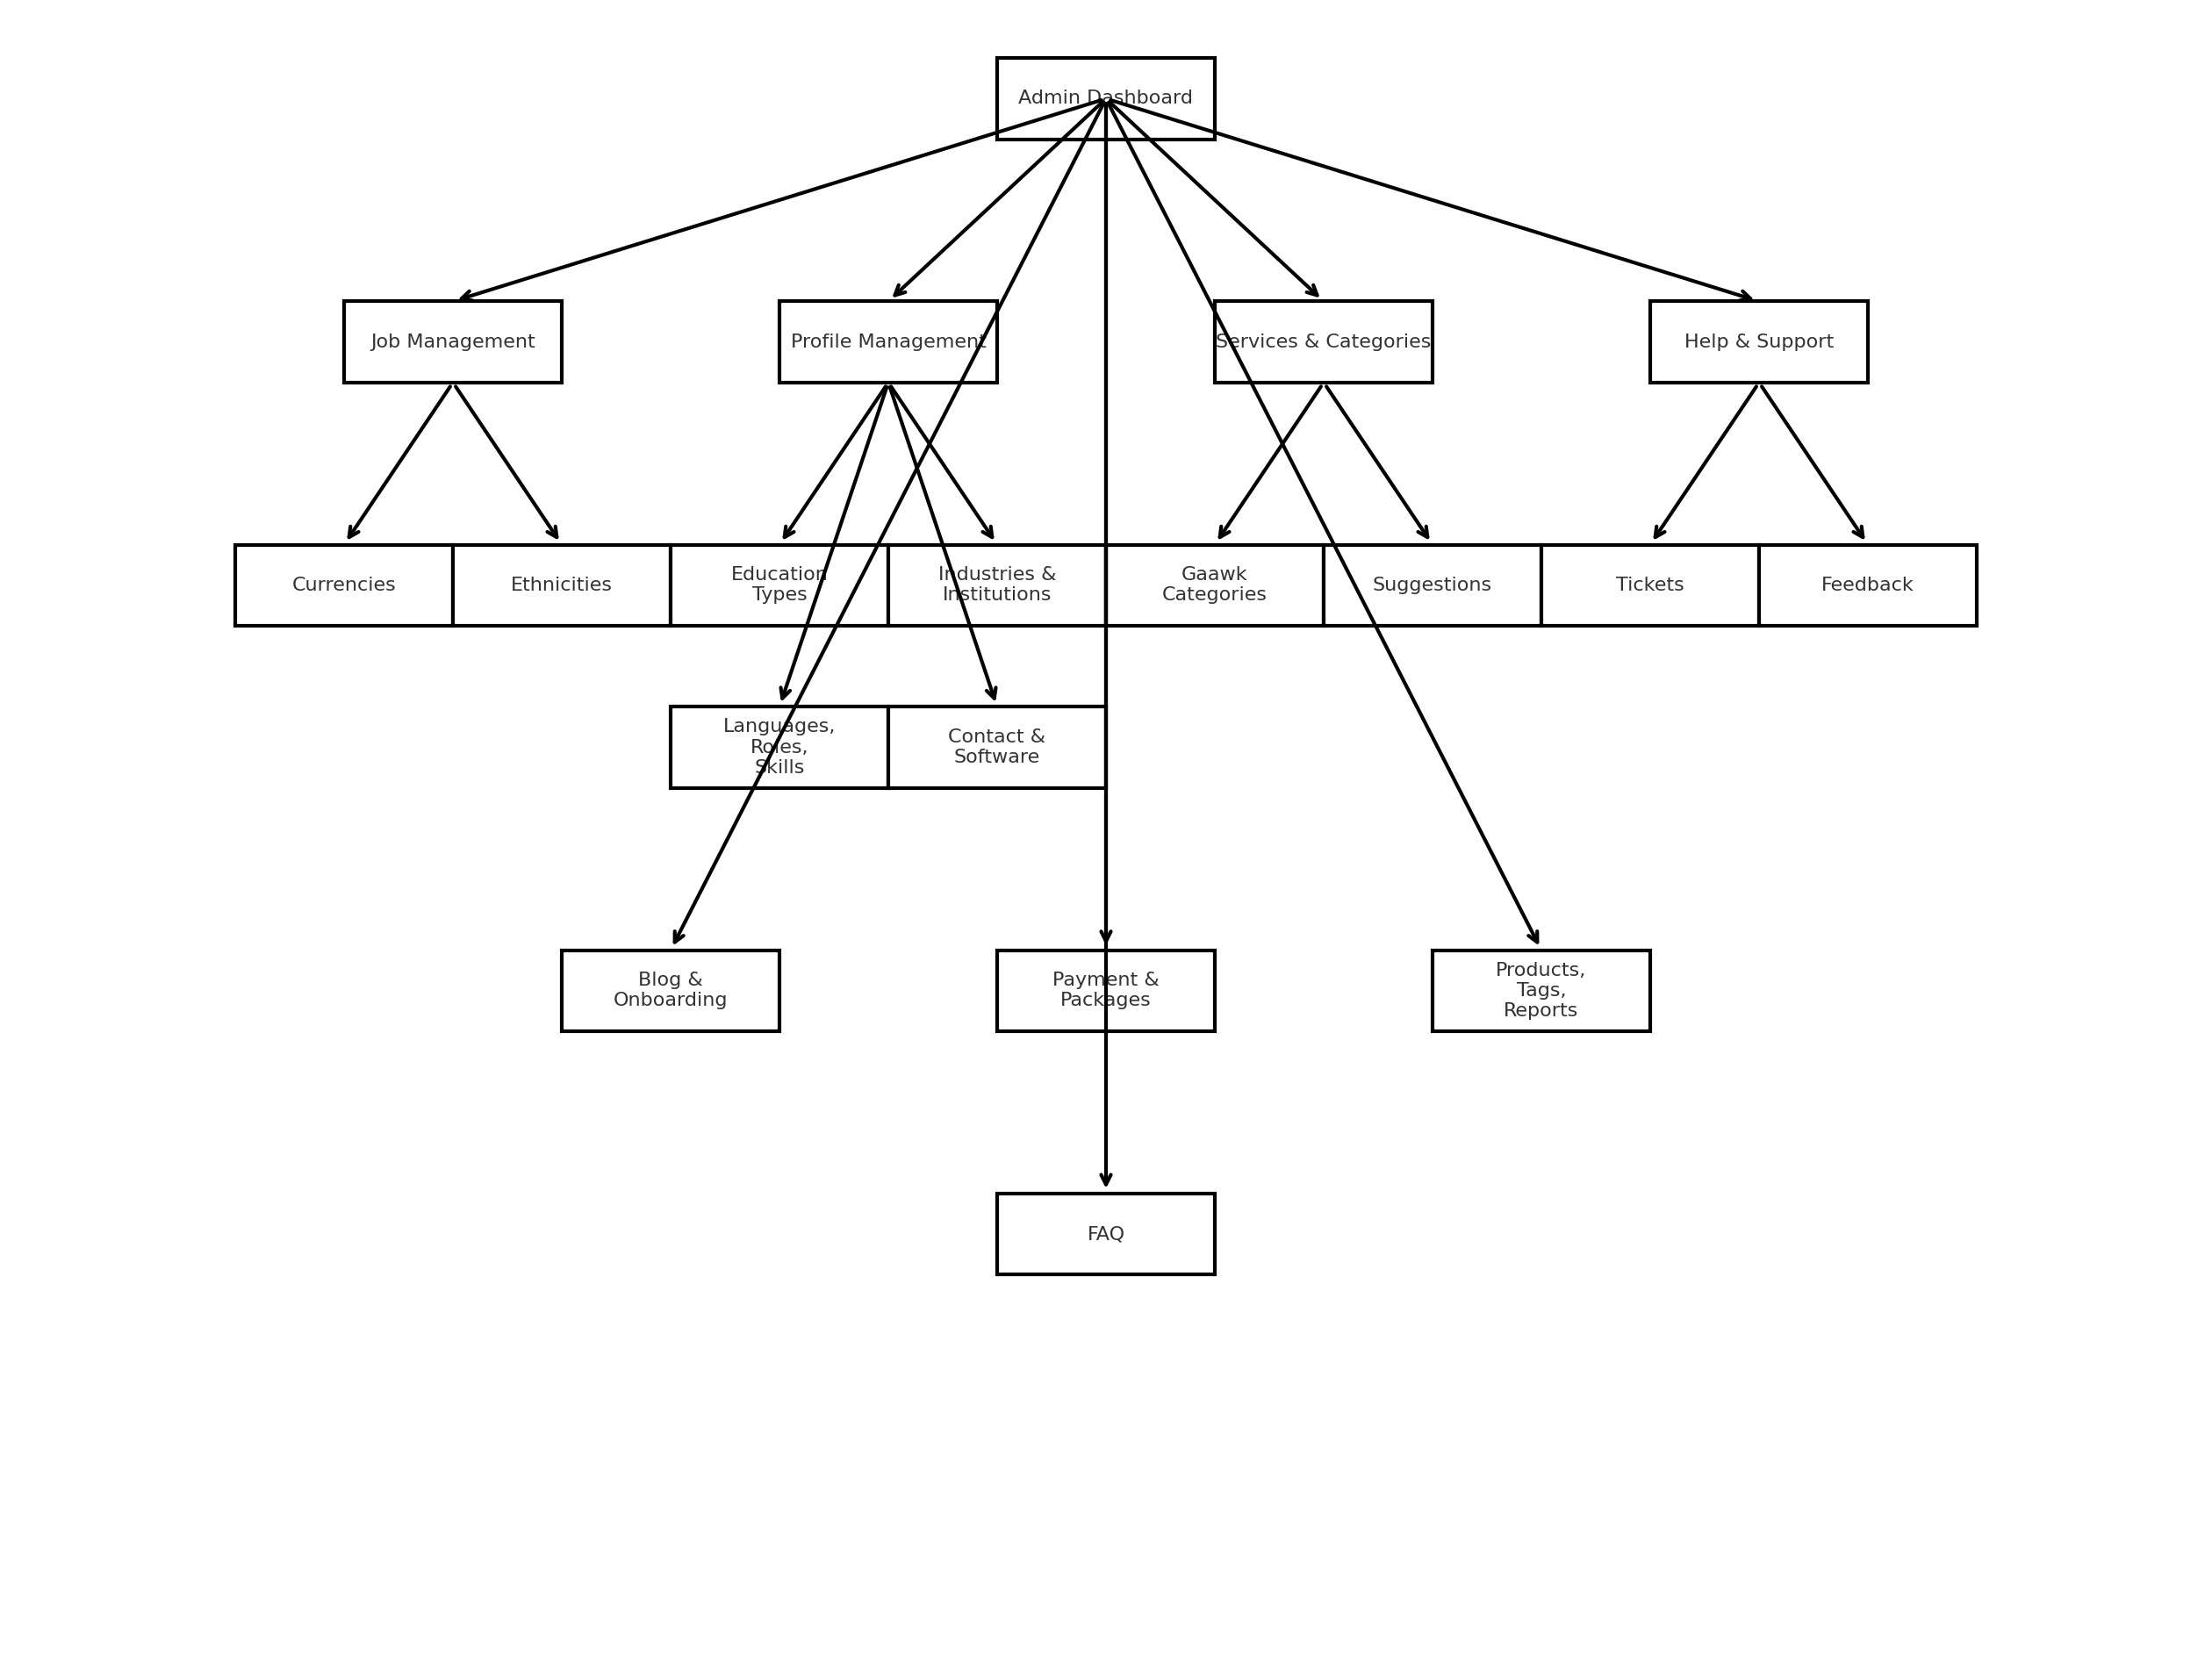 Admin Dashboard
Job Management
Profile Management
Services & Categories
Help & Support
Currencies
Ethnicities
Education
Types
Industries &
Institutions
Gaawk
Categories
Suggestions
Tickets
Feedback
Languages,
Roles,
Skills
Contact &
Software
Blog &
Onboarding
Payment &
Packages
Products,
Tags,
Reports
FAQ